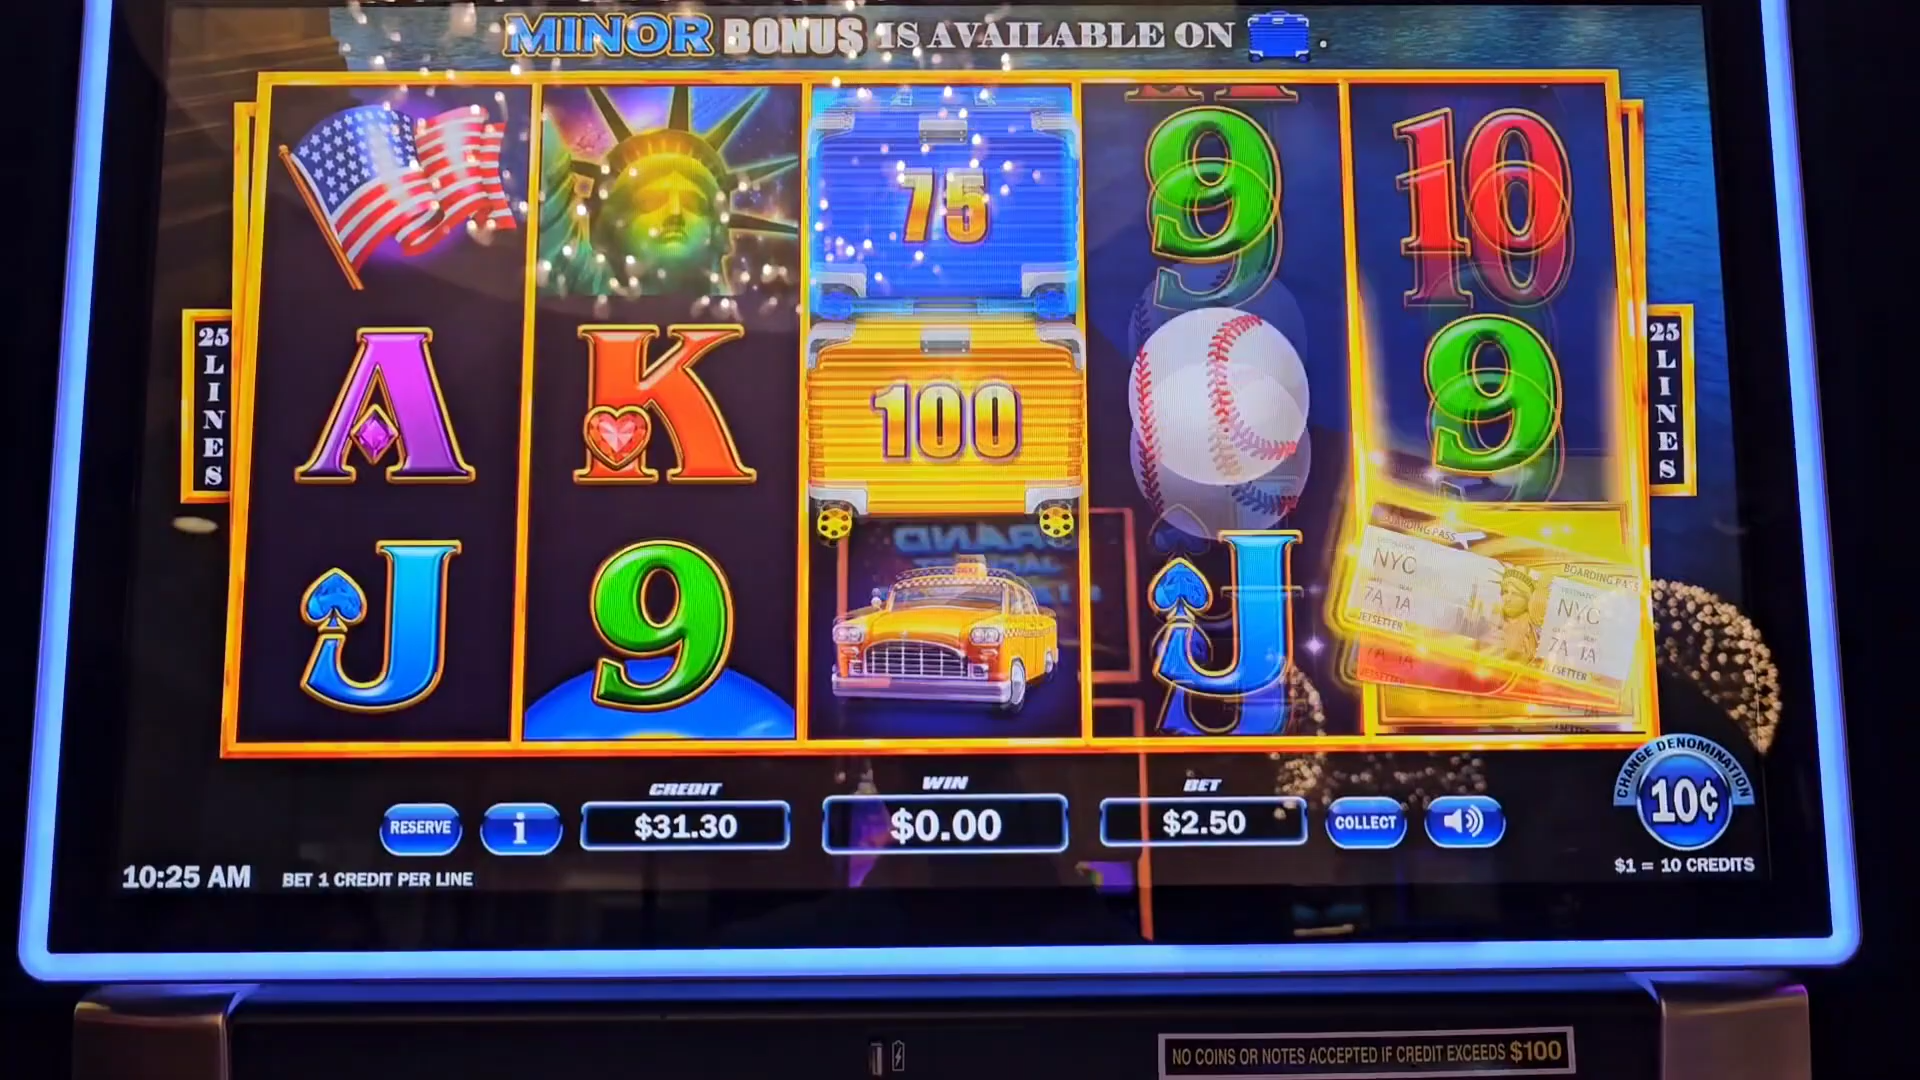 MINOR BONUS IS AVAILABLE ON .
75
9
10
25 LINES
A
K
100
9
25 LINES
J
9
TAXI
J
BOARDING PASS
NYC
7A 1A
JETSETTER
BOARDING PASS
NYC
7A 1A
JETSETTER
CHANGE DENOMINATION
10¢
$1 = 10 CREDITS
CREDIT
WIN
BET
RESERVE
i
$31.30
$0.00
$2.50
COLLECT
10:25 AM
BET 1 CREDIT PER LINE
NO COINS OR NOTES ACCEPTED IF CREDIT EXCEEDS $100